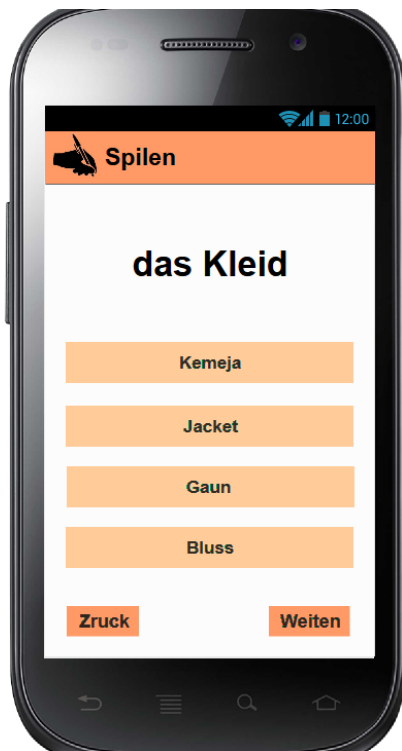 12:00
Spilen
das Kleid
Kemeja
Jacket
Gaun
Bluss
Zruck Weiten